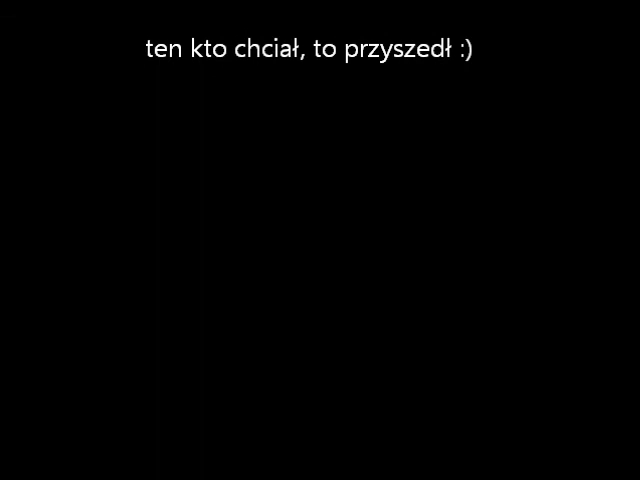 ten kto chciał, to przyszedł :)